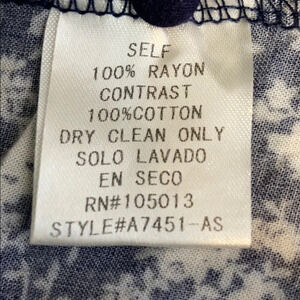 SELF
100% RAYON
CONTRAST
100%COTTON
DRY CLEAN ONLY
SOLO LAVADO
EN SECO
RN#105013
STYLE#A7451-AS